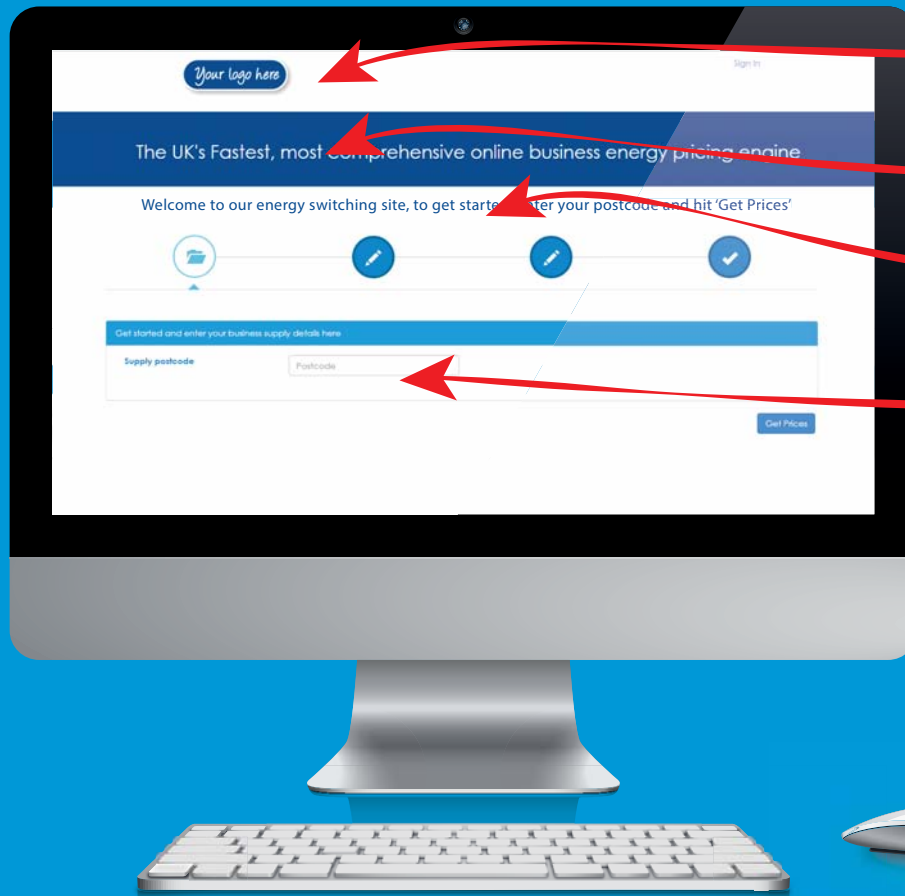 Your logo here
Sign In
The UK's Fastest, most comprehensive online business energy pricing engine
Welcome to our energy switching site, to get started enter your postcode and hit ‘Get Prices’
Get started and enter your business supply details here
Supply postcode
Postcode
Get Prices